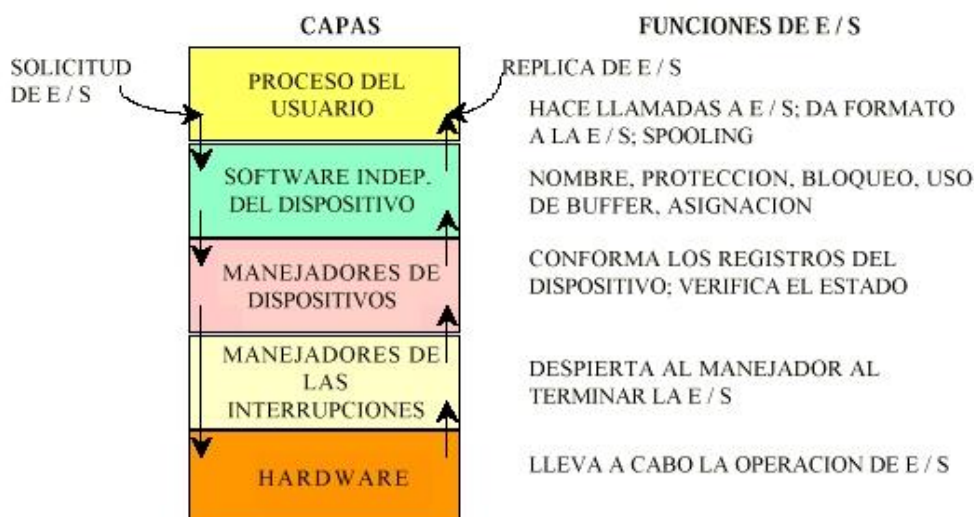 CAPAS
FUNCIONES DE E / S
SOLICITUD
DE E / S
PROCESO DEL
USUARIO
REPLICA DE E / S
HACE LLAMADAS A E / S; DA FORMATO
A LA E / S; SPOOLING
SOFTWARE INDEP.
DEL DISPOSITIVO
NOMBRE, PROTECCION, BLOQUEO, USO
DE BUFFER, ASIGNACION
MANEJADORES DE
DISPOSITIVOS
CONFORMA LOS REGISTROS DEL
DISPOSITIVO; VERIFICA EL ESTADO
MANEJADORES DE
LAS
INTERRUPCIONES
DESPIERTA AL MANEJADOR AL
TERMINAR LA E / S
HARDWARE
LLEVA A CABO LA OPERACION DE E / S